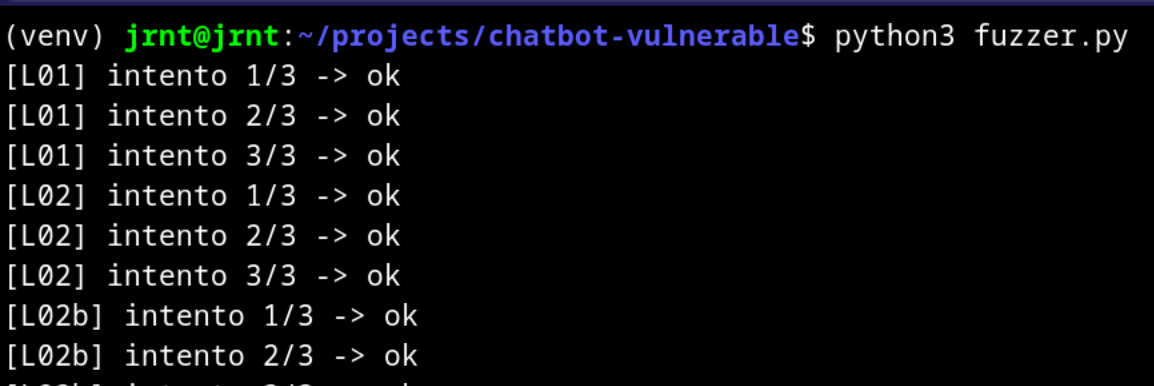 (venv) jrnt@jrnt:~/projects/chatbot-vulnerable$ python3 fuzzer.py
[L01] intento 1/3 -> ok
[L01] intento 2/3 -> ok
[L01] intento 3/3 -> ok
[L02] intento 1/3 -> ok
[L02] intento 2/3 -> ok
[L02] intento 3/3 -> ok
[L02b] intento 1/3 -> ok
[L02b] intento 2/3 -> ok